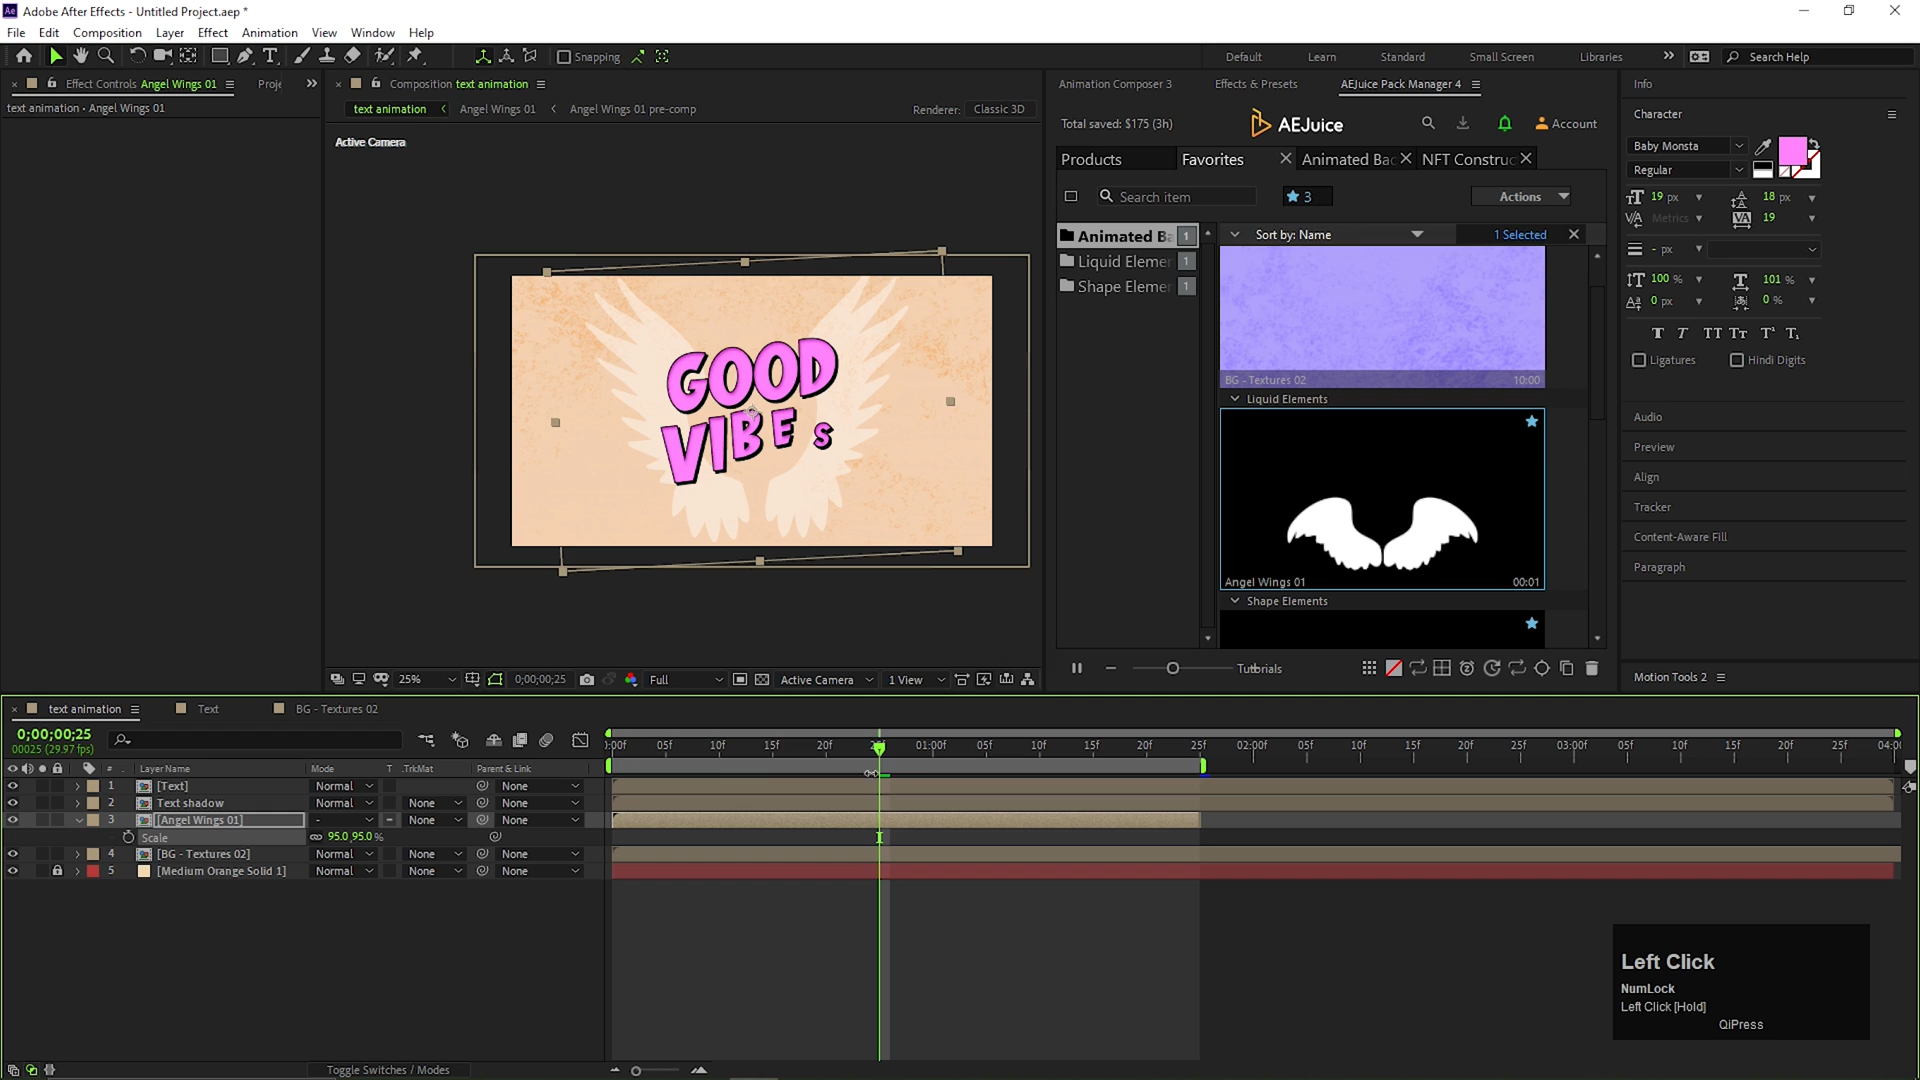 Adobe After Effects - Untitled Project.aep *
File Edit Composition Layer Effect Animation View Window Help
Snapping
Default Learn Standard Small Screen Libraries Search Help
Effect Controls Angel Wings 01 Proje
text animation • Angel Wings 01
Composition text animation
text animation Angel Wings 01 Angel Wings 01 pre-comp
Renderer: Classic 3D
Active Camera
GOOD
VIBES
25% 0;00;00;25 Full Active Camera 1 View
Animation Composer 3 Effects & Presets AEJuice Pack Manager 4
Total saved: $175 (3h) AEJuice Account
Products Favorites Animated Bac NFT Construc
Search item 3 Actions
Animated Ba 1
Liquid Elemen 1
Shape Elemen 1
Sort by: Name 1 Selected
BG - Textures 02 10:00
Liquid Elements
Angel Wings 01 00:01
Shape Elements
Tutorials
Info
Character
Baby Monsta
Regular
19 px 18 px
Metrics 19
- px
100 % 101 %
0 px 0 %
T T TT Tr T' T,
Ligatures Hindi Digits
Audio
Preview
Align
Tracker
Content-Aware Fill
Paragraph
Motion Tools 2
text animation Text BG - Textures 02
0;00;00;25
00025 (29.97 fps)
):00f 05f 10f 15f 20f 25f 01:00f 05f 10f 15f 20f 25f 02:00f 05f 10f 15f 20f 25f 03:00f 05f 10f 15f 20f 25f 04:0(
# Layer Name Mode T .TrkMat Parent & Link
1 [Text] Normal None
2 Text shadow Normal None None
3 [Angel Wings 01] - None None
Scale 95.0,95.0%
4 [BG - Textures 02] Normal None None
5 [Medium Orange Solid 1] Normal None None
Toggle Switches / Modes
Left Click
NumLock
Left Click [Hold]
QiPress